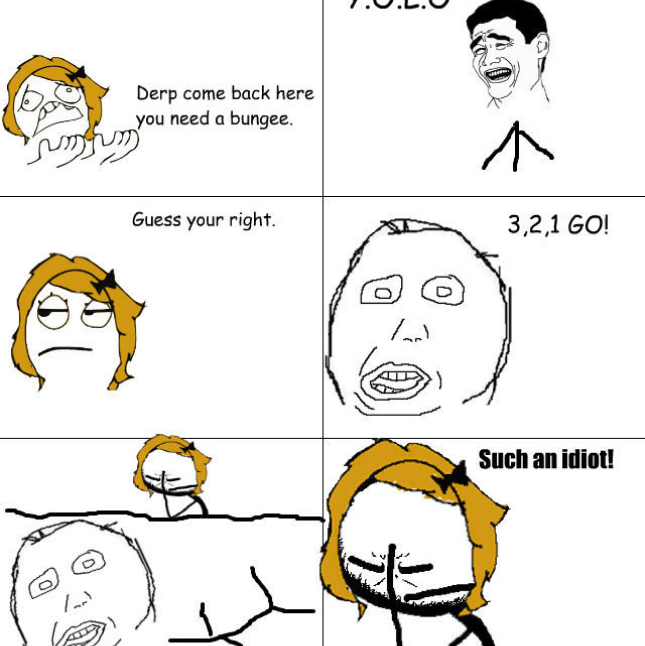 Derp come back here
you need a bungee.
Y.O.L.O
Guess your right.
3,2,1 GO!
Such an idiot!